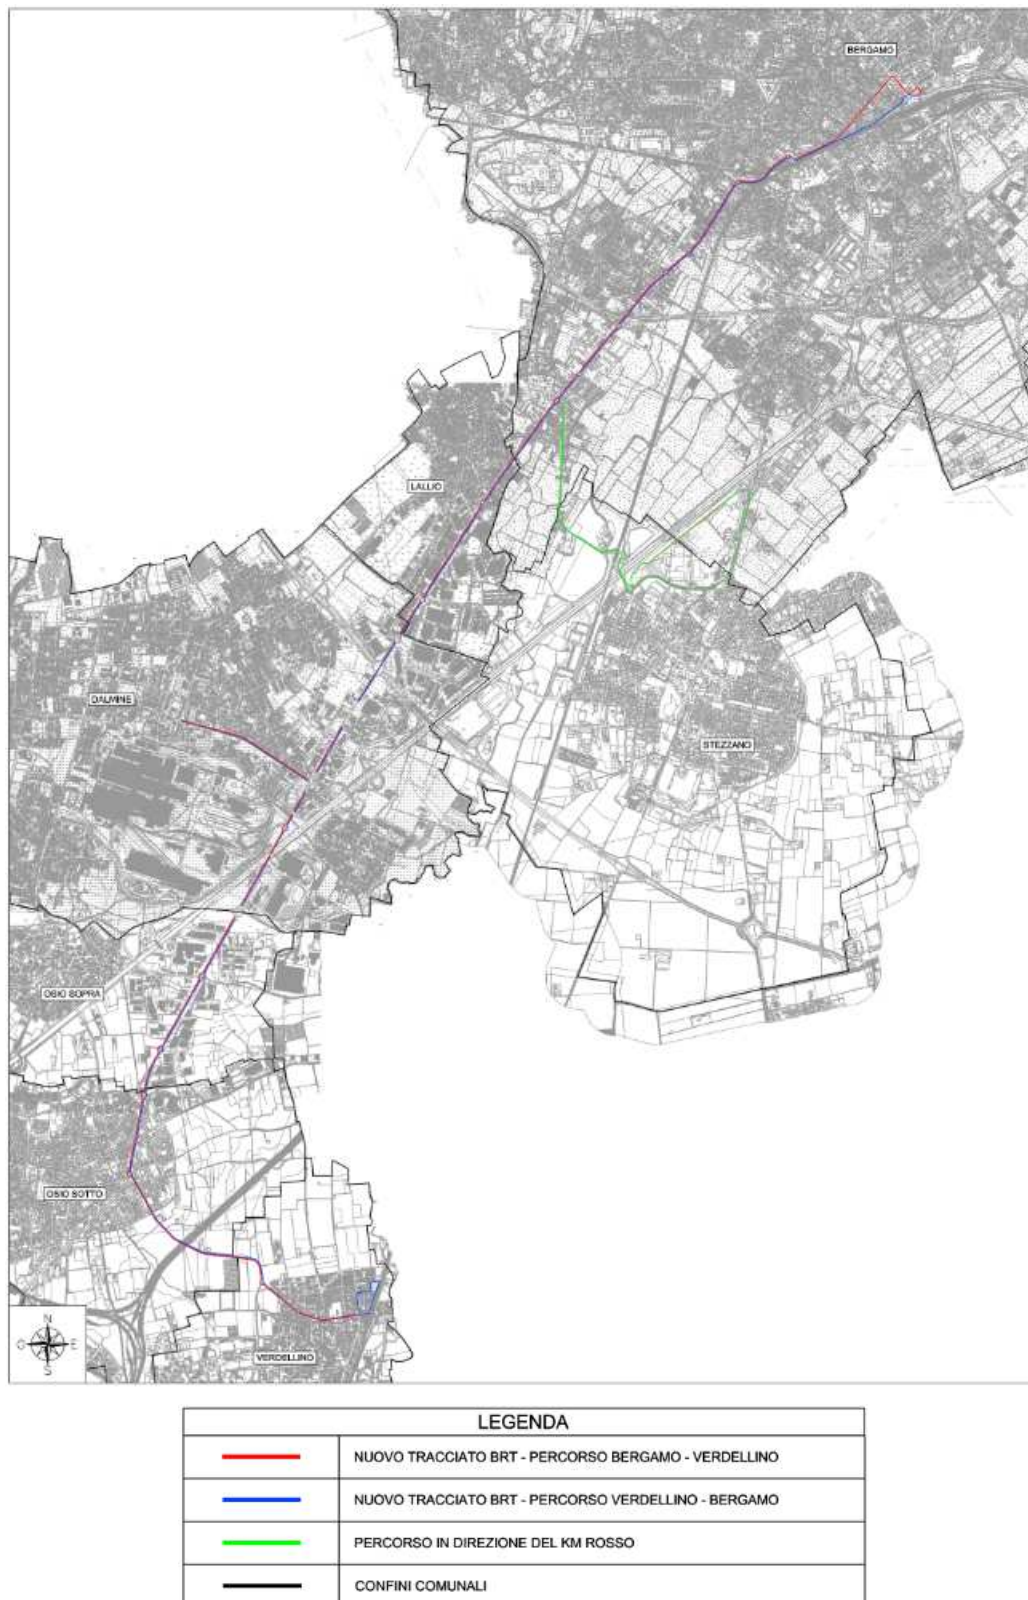 BERGAMO
LALLIO
DALMINE
STEZZANO
OSIO SOPRA
OSIO SOTTO
VERDELLINO
N
O E
S
LEGENDA
NUOVO TRACCIATO BRT - PERCORSO BERGAMO - VERDELLINO
NUOVO TRACCIATO BRT - PERCORSO VERDELLINO - BERGAMO
PERCORSO IN DIREZIONE DEL KM ROSSO
CONFINI COMUNALI